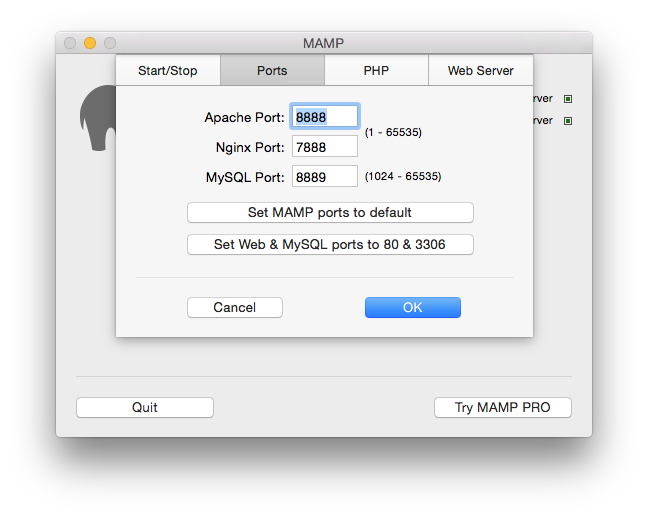 MAMP
Start/Stop Ports PHP Web Server
Apache Port: 8888
(1 - 65535)
Nginx Port: 7888
MySQL Port: 8889 (1024 - 65535)
Set MAMP ports to default
Set Web & MySQL ports to 80 & 3306
Cancel OK
Quit Try MAMP PRO